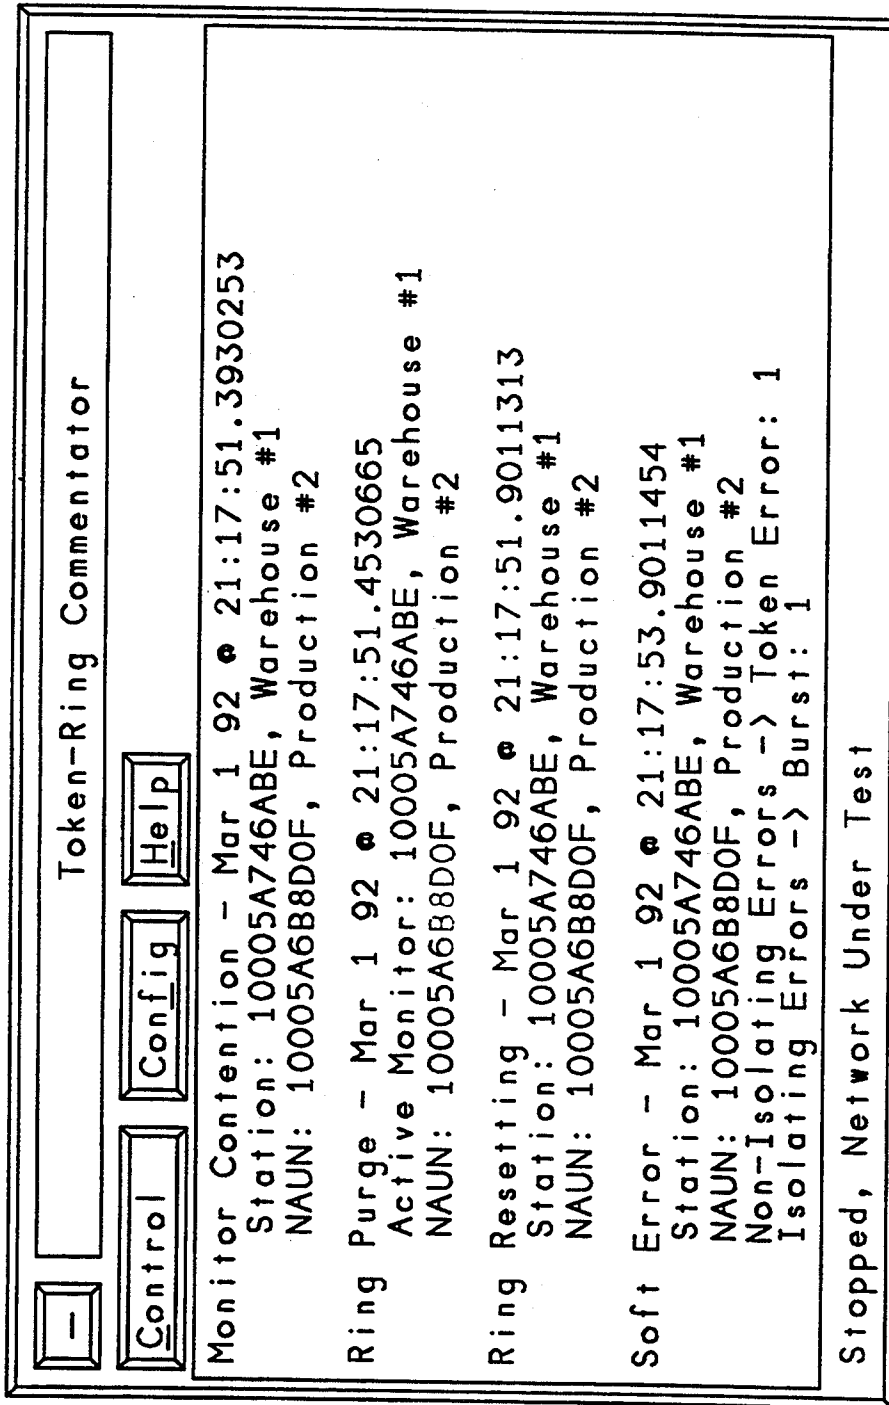 –
Token-Ring Commentator
Control Config Help
Monitor Contention - Mar 1 92 @ 21:17:51.3930253
Station: 10005A746ABE, Warehouse #1
NAUN: 10005A6B8D0F, Production #2
Ring Purge - Mar 1 92 @ 21:17:51.4530665
Active Monitor: 10005A746ABE, Warehouse #1
NAUN: 10005A6B8D0F, Production #2
Ring Resetting - Mar 1 92 @ 21:17:51.9011313
Station: 10005A746ABE, Warehouse #1
NAUN: 10005A6B8D0F, Production #2
Soft Error - Mar 1 92 @ 21:17:53.9011454
Station: 10005A746ABE, Warehouse #1
NAUN: 10005A6B8D0F, Production #2
Non-Isolating Errors -> Token Error: 1
Isolating Errors -> Burst: 1
Stopped, Network Under Test